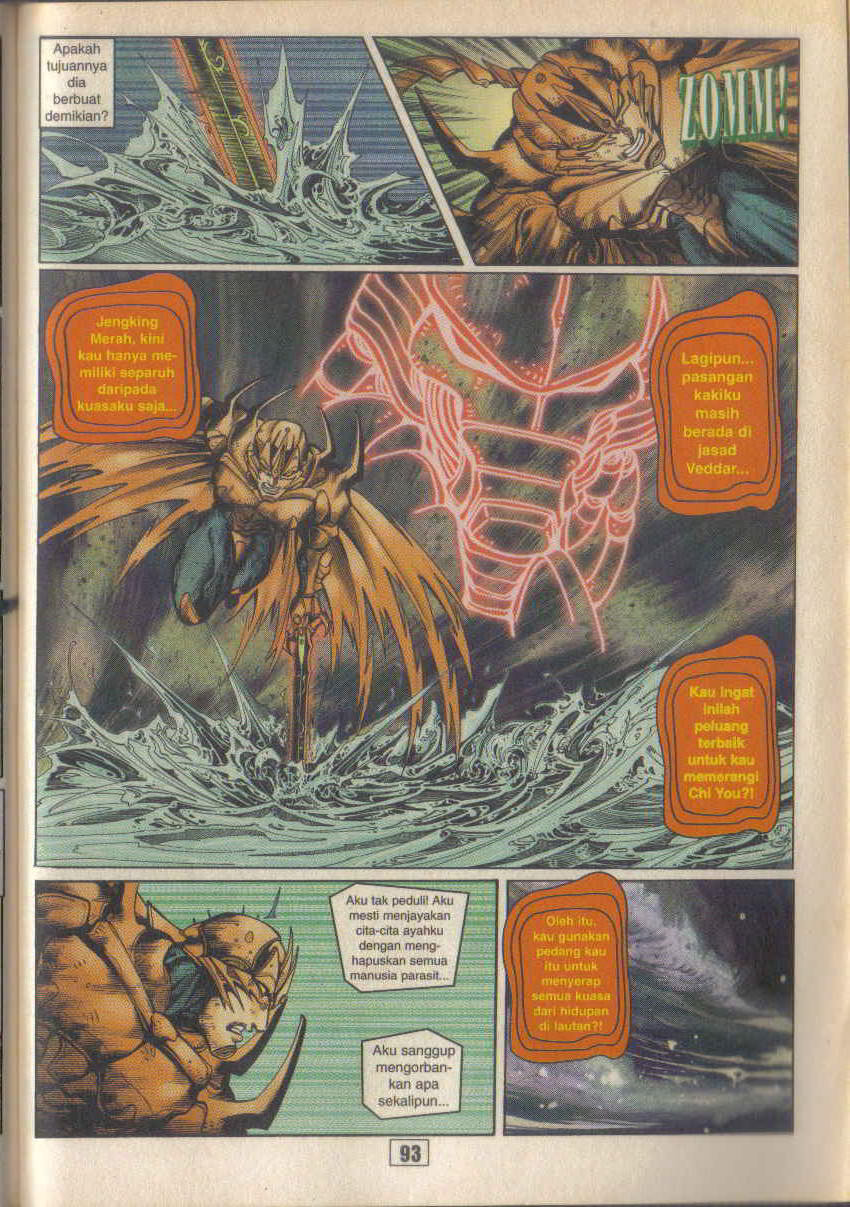 Apakah
tujuannya
dia
berbuat
demikian?
ZOMM!
Jengking
Merah, kini
kau hanya me-
miliki separuh
daripada
kuasaku saja...
Lagipun...
pasangan
kakiku
masih
berada di
jasad
Veddar...
Kau ingat
inilah
peluang
terbaik
untuk kau
memerangi
Chi You?!
Aku tak peduli! Aku
mesti menjayakan
cita-cita ayahku
dengan meng-
hapuskan semua
manusia parasit...
Aku sanggup
mengorban-
kan apa
sekalipun...
Oleh itu,
kau gunakan
pedang kau
itu untuk
menyerap
semua kuasa
dari hidupan
di lautan?!
93